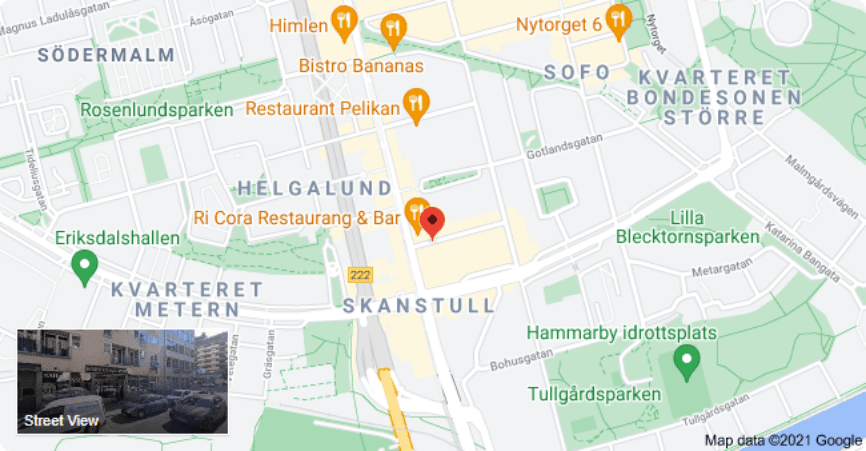 Magnus Ladulåsgatan
Åsögatan
Himlen
Nytorget 6
Nytorget
SÖDERMALM
Bistro Bananas
SOFO
KVARTERET
BONDESONEN
STÖRRE
Rosenlundsparken
Restaurant Pelikan
Tideliusgatan
Gotlandsgatan
Malmgårdsvägen
HELGALUND
Ri Cora Restaurang & Bar
Lilla
Blecktornsparken
Eriksdalshallen
Katarina Bangata
Metargatan
222
KVARTERET
METERN
SKANSTULL
Hammarby idrottsplats
Gräsgatan
Bohusgatan
Tullgårdsparken
Tullgårdsgatan
Street View
Map data ©2021 Google